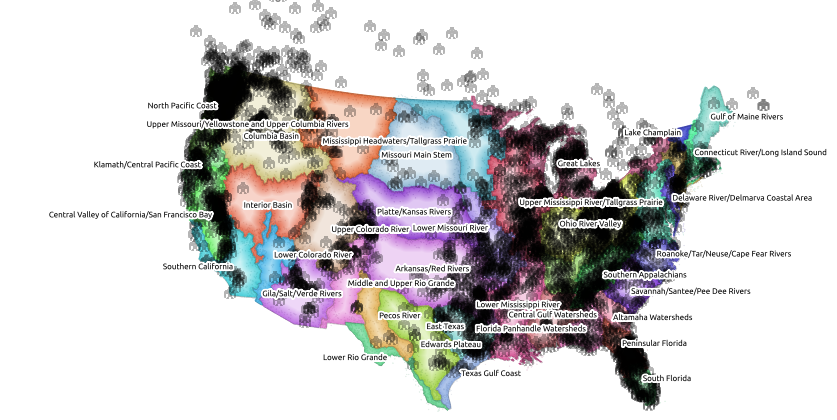 North Pacific Coast
Gulf of Maine Rivers
Upper Missouri/Yellowstone and Upper Columbia Rivers
Lake Champlain
Columbia Basin
Mississippi Headwaters/Tallgrass Prairie
Connecticut River/Long Island Sound
Missouri Main Stem
Klamath/Central Pacific Coast
Great Lakes
Delaware River/Delmarva Coastal Area
Interior Basin
Upper Mississippi River/Tallgrass Prairie
Platte/Kansas Rivers
Central Valley of California/San Francisco Bay
Ohio River Valley
Upper Colorado River
Lower Missouri River
Lower Colorado River
Roanoke/Tar/Neuse/Cape Fear Rivers
Southern California
Arkansas/Red Rivers
Southern Appalachians
Middle and Upper Rio Grande
Gila/Salt/Verde Rivers
Savannah/Santee/Pee Dee Rivers
Lower Mississippi River
Pecos River
Central Gulf Watersheds
Altamaha Watersheds
East Texas
Florida Panhandle Watersheds
Edwards Plateau
Peninsular Florida
Lower Rio Grande
Texas Gulf Coast
South Florida